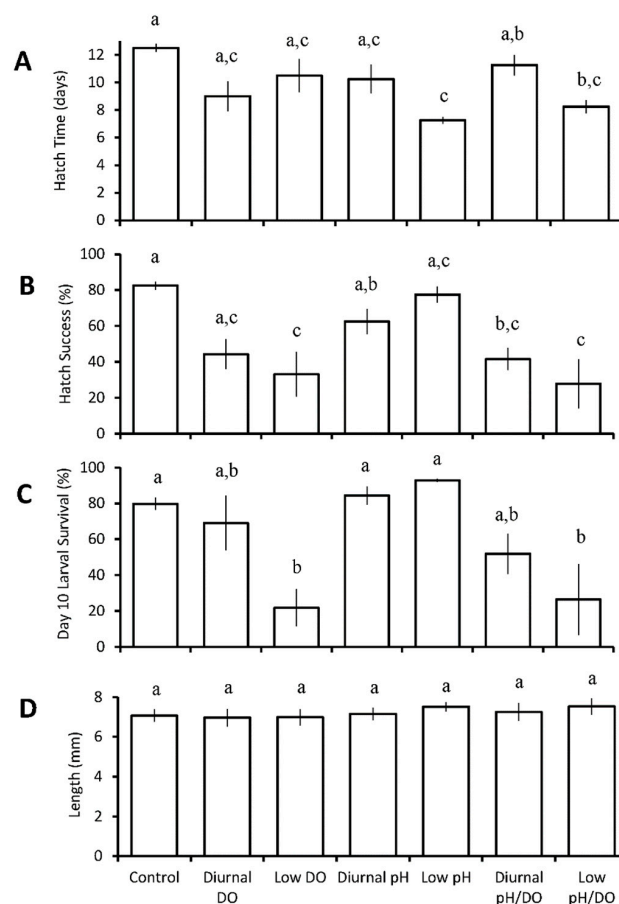 A
Hatch Time (days)
12
10
8
6
4
2
0
a
a,c
a,c
a,c
c
a,b
b,c
B
Hatch Success (%)
100
80
60
40
20
0
a
a,c
c
a,b
a,c
b,c
c
C
Day 10 Larval Survival (%)
100
80
60
40
20
0
a
a,b
b
a
a
a,b
b
D
Length (mm)
8
6
4
2
0
a
a
a
a
a
a
a
Control
Diurnal
DO
Low DO
Diurnal pH
Low pH
Diurnal
pH/DO
Low
pH/DO